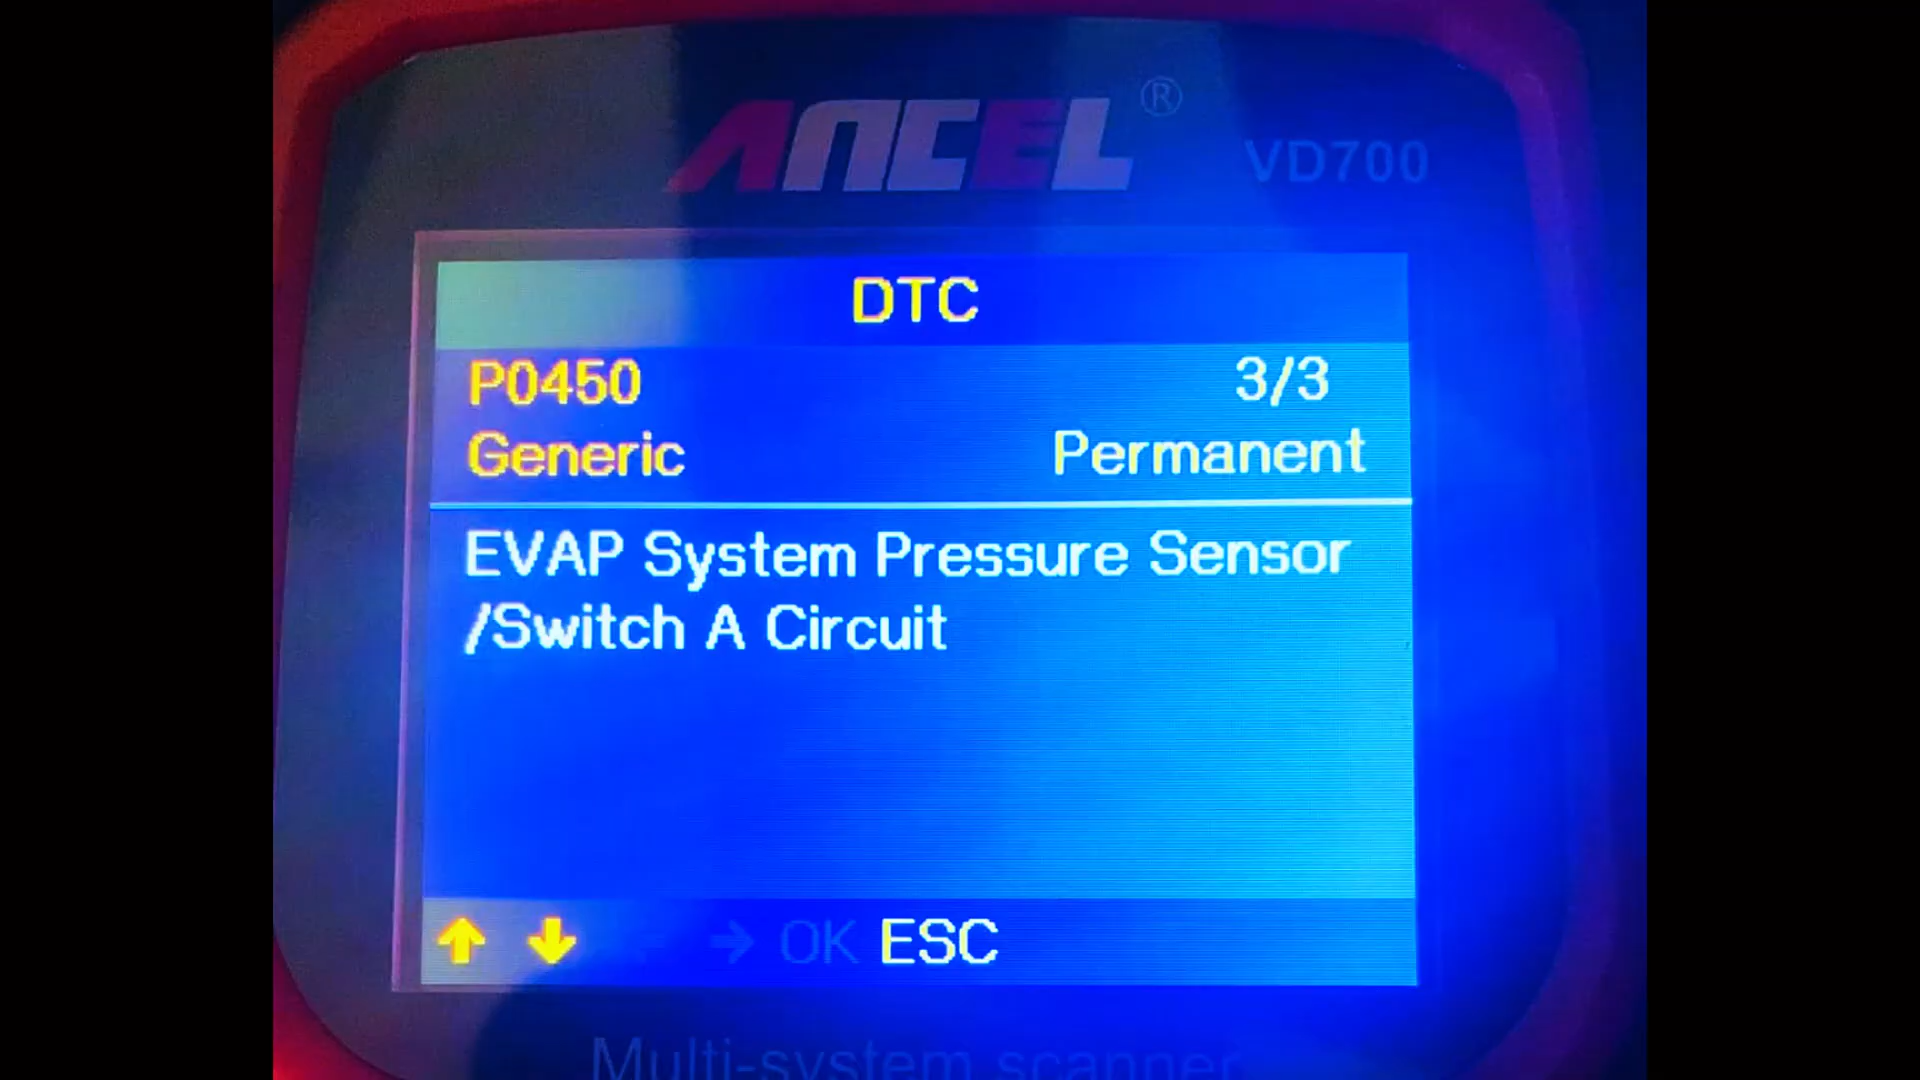 ANCEL ®
VD700
DTC
P0450 3/3
Generic Permanent
EVAP System Pressure Sensor
/Switch A Circuit
OK ESC
Multi-system scanner